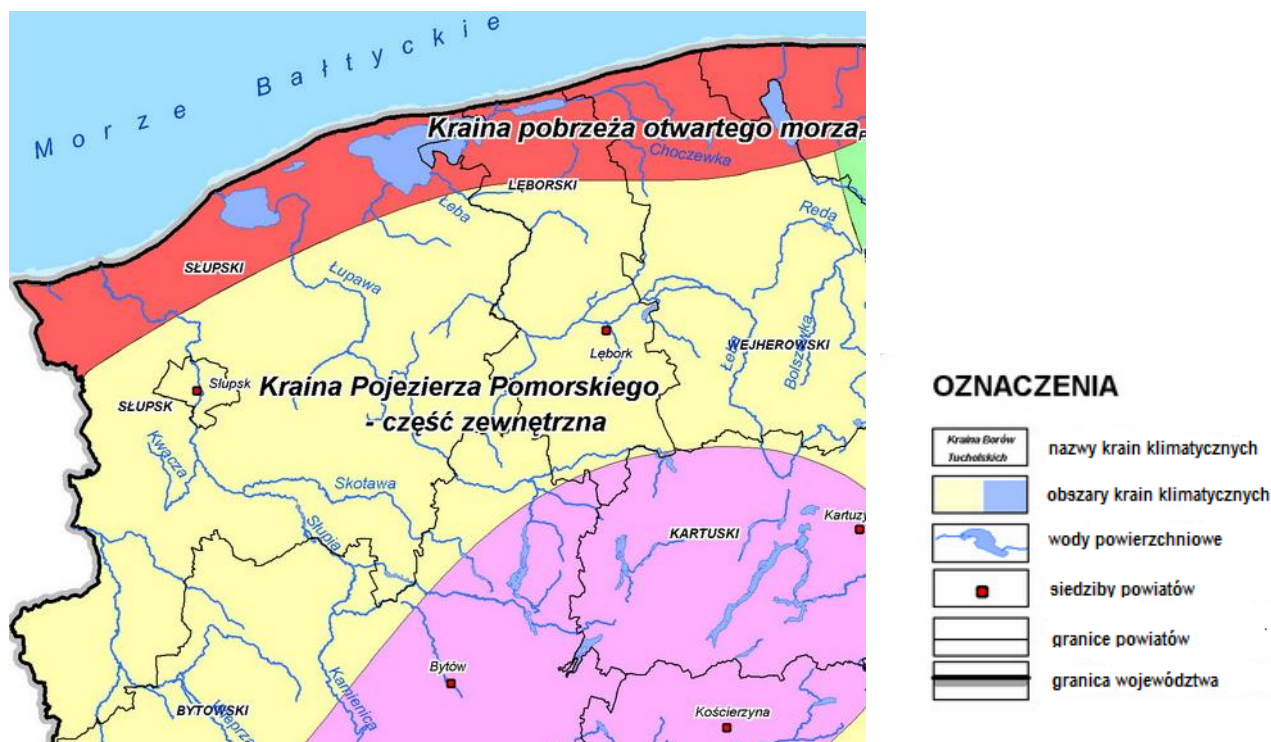 Morze Bałtyckie
Kraina pobrzeża otwartego morza
Choczewka
LĘBORSKI
Łeba
Reda
SŁUPSKI
Łupawa
Bolszewka
Łeba
WEJHEROWSKI
Lębork
Słupsk
Kraina Pojezierza Pomorskiego
- część zewnętrzna
SŁUPSK
Kwacza
Skotawa
Słupia
KARTUSKI
Kartuzy
Bytów
Kamienica
BYTOWSKI
Wieprza
Kościerzyna
OZNACZENIA
Kraina Borów
Tucholskich
nazwy krain klimatycznych
obszary krain klimatycznych
wody powierzchniowe
siedziby powiatów
granice powiatów
granica województwa